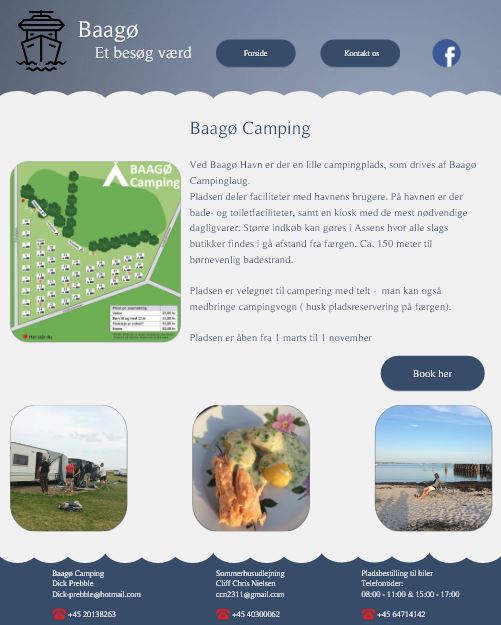 Baagø
Et besøg værd
Forside
Kontakt os
f
Baagø Camping
BAAGØ
Camping
Ved Baagø Havn er der en lille campingplads, som drives af Baagø
Campinglaug.
Pladsen deler faciliteter med havnens brugere. På havnen er der
bade- og toiletfaciliteter, samt en kiosk med de mest nødvendige
dagligvarer. Større indkøb kan gøres i Assens hvor alle slags
butikker findes i gå afstand fra færgen. Ca. 150 meter til
børnevenlig badestrand.
Pladsen er velegnet til campering med telt - man kan også
medbringe campingvogn ( husk pladsreservering på færgen).
Pladsen er åben fra 1 marts til 1 november
Book her
Baagø Camping
Dick Prebble
Dick-prebble@hotmail.com
+45 20138263
Sommerhusudlejning
Cliff Chris Nielsen
ccn2311@gmail.com
+45 40300062
Pladsbestilling til biler
Telefontider:
08:00 - 11:00 & 15:00 - 17:00
+45 64714142